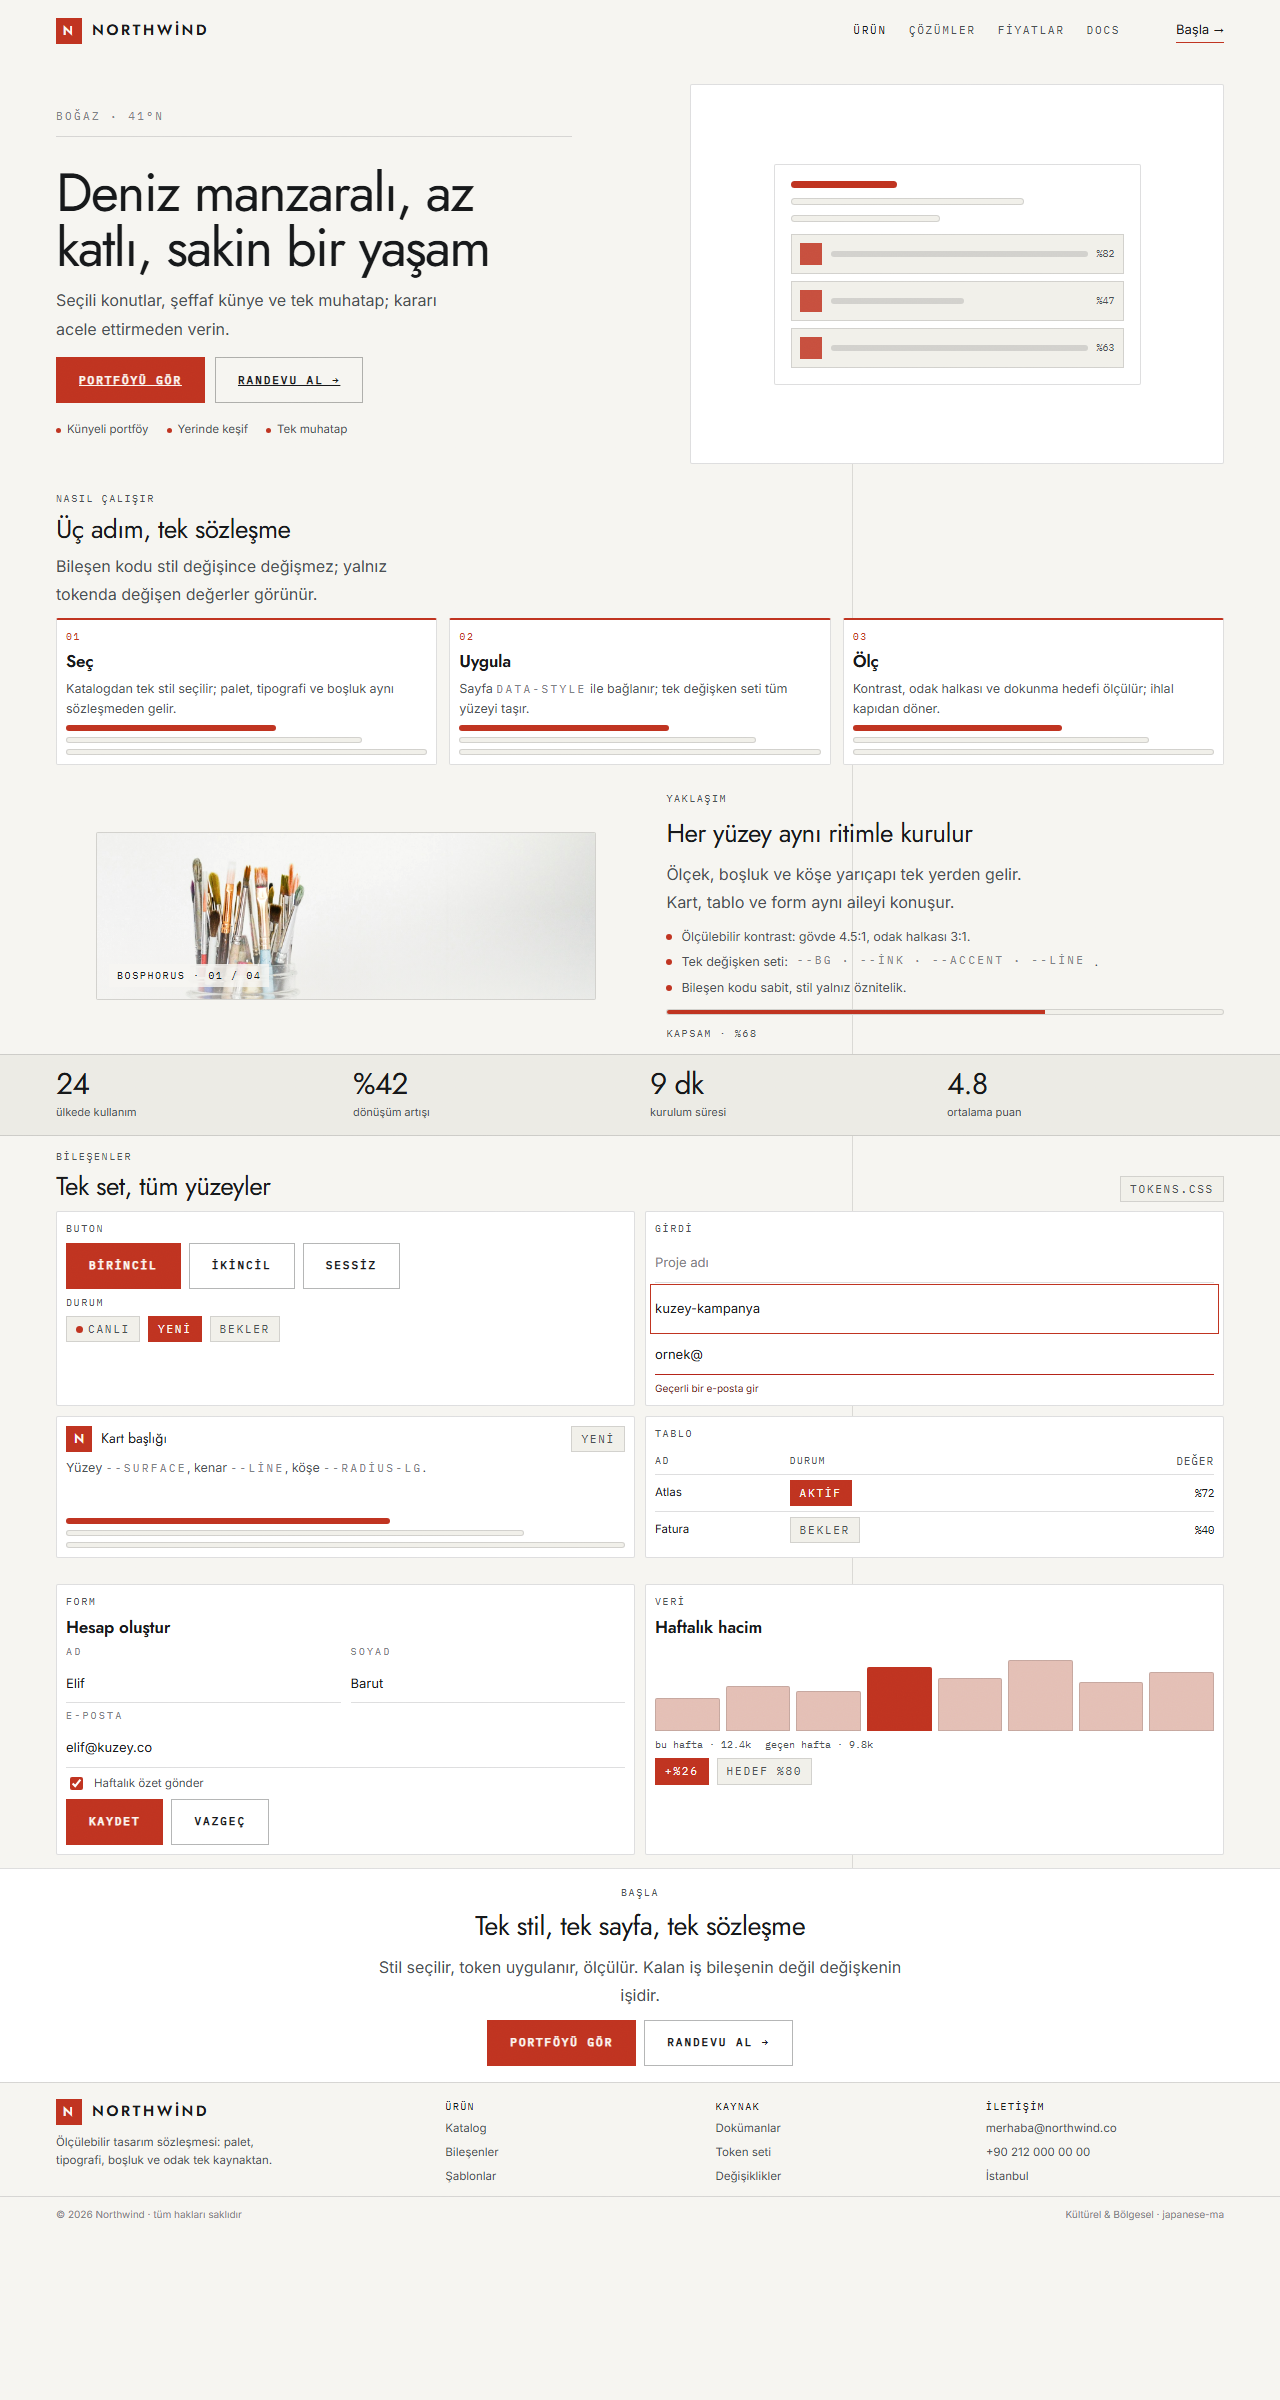 N NORTHWİND
ÜRÜN ÇÖZÜMLER FİYATLAR DOCS Başla →
BOĞAZ · 41°N
Deniz manzaralı, az
katlı, sakin bir yaşam
Seçili konutlar, şeffaf künye ve tek muhatap; kararı
acele ettirmeden verin.
PORTFÖYÜ GÖR RANDEVU AL →
Künyeli portföy Yerinde keşif Tek muhatap
%82
%47
%63
NASIL ÇALIŞIR
Üç adım, tek sözleşme
Bileşen kodu stil değişince değişmez; yalnız
tokenda değişen değerler görünür.
01
Seç
Katalogdan tek stil seçilir; palet, tipografi ve boşluk aynı
sözleşmeden gelir.
02
Uygula
Sayfa DATA-STYLE ile bağlanır; tek değişken seti tüm
yüzeyi taşır.
03
Ölç
Kontrast, odak halkası ve dokunma hedefi ölçülür; ihlal
kapıdan döner.
BOSPHORUS · 01 / 04
YAKLAŞIM
Her yüzey aynı ritimle kurulur
Ölçek, boşluk ve köşe yarıçapı tek yerden gelir.
Kart, tablo ve form aynı aileyi konuşur.
Ölçülebilir kontrast: gövde 4.5:1, odak halkası 3:1.
Tek değişken seti: --BG · --İNK · --ACCENT · --LİNE .
Bileşen kodu sabit, stil yalnız öznitelik.
KAPSAM · %68
24
ülkede kullanım
%42
dönüşüm artışı
9 dk
kurulum süresi
4.8
ortalama puan
BİLEŞENLER
Tek set, tüm yüzeyler
TOKENS.CSS
BUTON
BİRİNCİL İKİNCİL SESSİZ
DURUM
CANLI YENİ BEKLER
GİRDİ
Proje adı
kuzey-kampanya
ornek@
Geçerli bir e-posta gir
N Kart başlığı YENİ
Yüzey --SURFACE, kenar --LİNE, köşe --RADİUS-LG.
TABLO
AD DURUM DEĞER
Atlas AKTİF %72
Fatura BEKLER %40
FORM
Hesap oluştur
AD SOYAD
Elif Barut
E-POSTA
elif@kuzey.co
Haftalık özet gönder
KAYDET VAZGEÇ
VERİ
Haftalık hacim
bu hafta · 12.4k geçen hafta · 9.8k
+%26 HEDEF %80
BAŞLA
Tek stil, tek sayfa, tek sözleşme
Stil seçilir, token uygulanır, ölçülür. Kalan iş bileşenin değil değişkenin
işidir.
PORTFÖYÜ GÖR RANDEVU AL →
N NORTHWİND
Ölçülebilir tasarım sözleşmesi: palet,
tipografi, boşluk ve odak tek kaynaktan.
ÜRÜN
Katalog
Bileşenler
Şablonlar
KAYNAK
Dokümanlar
Token seti
Değişiklikler
İLETİŞİM
merhaba@northwind.co
+90 212 000 00 00
İstanbul
© 2026 Northwind · tüm hakları saklıdır
Kültürel & Bölgesel · japanese-ma